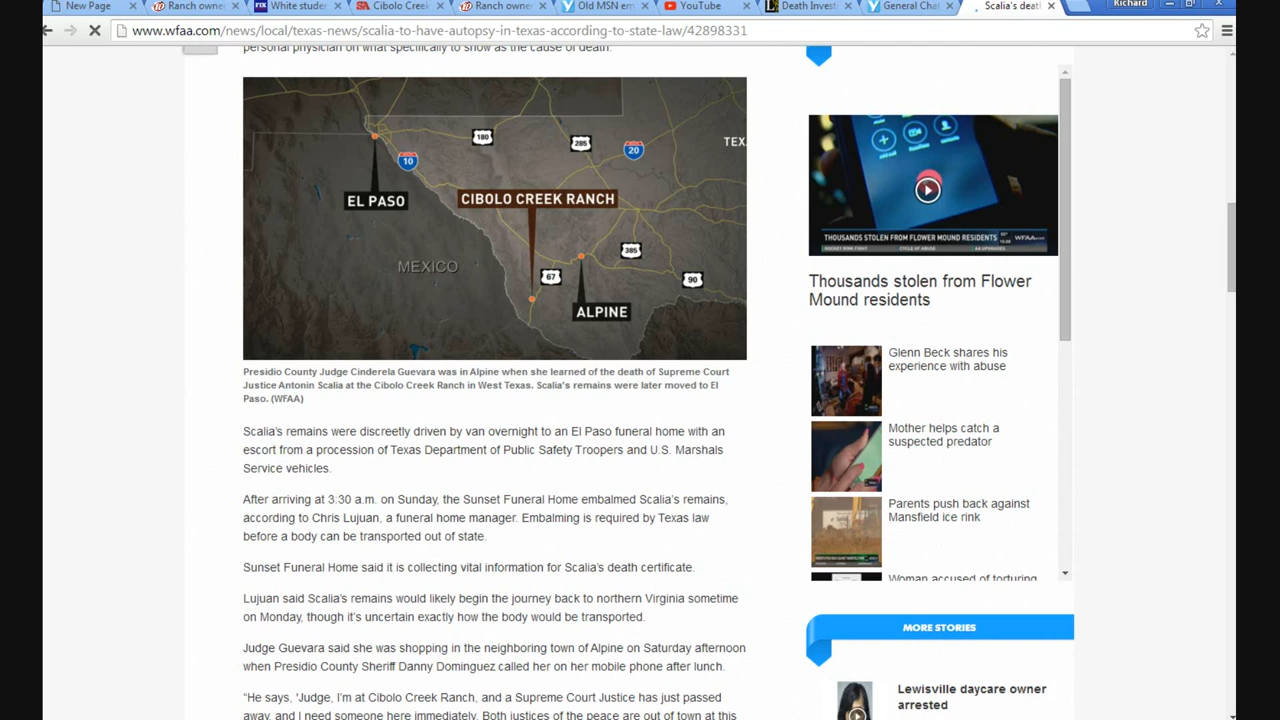 New Page
Ranch owne
White studen
Cibolo Creek
Ranch owne
Old MSN em
YouTube
Death Investi
General Chat
Scalia's deat
Richard
www.wfaa.com/news/local/texas-news/scalia-to-have-autopsy-in-texas-according-to-state-law/42898331
personal physician on what specifically to show as the cause of death.
180
285
20
TEX
10
EL PASO
CIBOLO CREEK RANCH
385
MEXICO
67
90
ALPINE
Presidio County Judge Cinderela Guevara was in Alpine when she learned of the death of Supreme Court
Justice Antonin Scalia at the Cibolo Creek Ranch in West Texas. Scalia's remains were later moved to El
Paso. (WFAA)
Scalia's remains were discreetly driven by van overnight to an El Paso funeral home with an
escort from a procession of Texas Department of Public Safety Troopers and U.S. Marshals
Service vehicles.
After arriving at 3:30 a.m. on Sunday, the Sunset Funeral Home embalmed Scalia's remains,
according to Chris Lujuan, a funeral home manager. Embalming is required by Texas law
before a body can be transported out of state.
Sunset Funeral Home said it is collecting vital information for Scalia's death certificate.
Lujuan said Scalia's remains would likely begin the journey back to northern Virginia sometime
on Monday, though it's uncertain exactly how the body would be transported.
Judge Guevara said she was shopping in the neighboring town of Alpine on Saturday afternoon
when Presidio County Sheriff Danny Dominguez called her on her mobile phone after lunch.
“He says, 'Judge, I'm at Cibolo Creek Ranch, and a Supreme Court Justice has just passed
away, and I need someone here immediately. Both justices of the peace are out of town at this
THOUSANDS STOLEN FROM FLOWER MOUND RESIDENTS
WFAA.com
Thousands stolen from Flower
Mound residents
Glenn Beck shares his
experience with abuse
Mother helps catch a
suspected predator
Parents push back against
Mansfield ice rink
Woman accused of torturing
MORE STORIES
Lewisville daycare owner
arrested